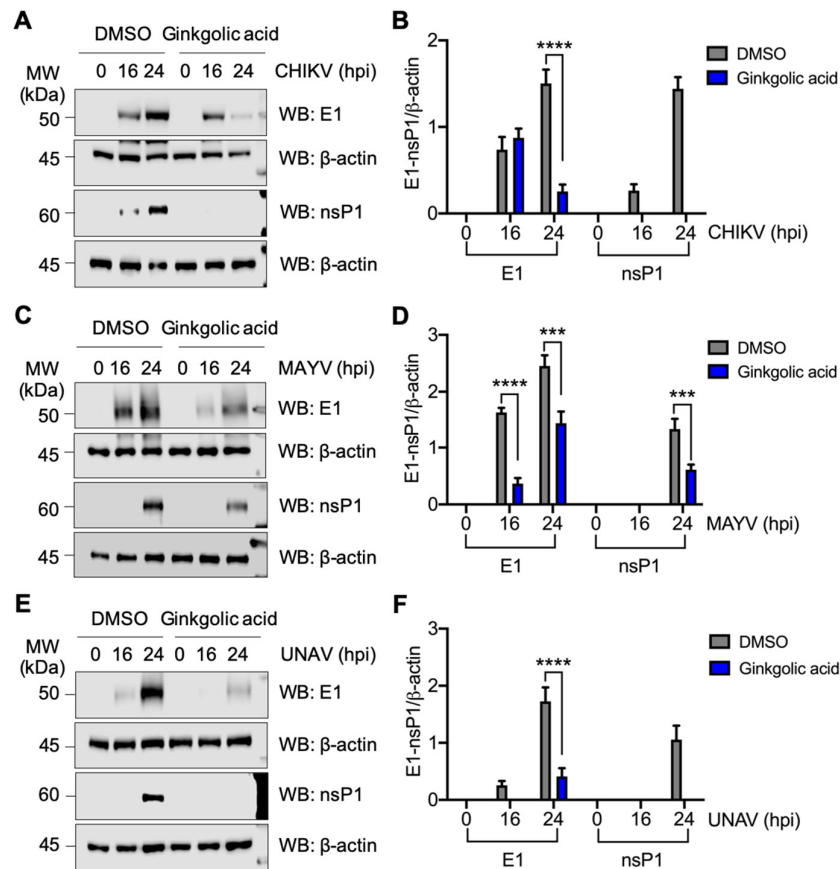 A
DMSO Ginkgolic acid
MW
(kDa)
0 16 24 0 16 24 CHIKV (hpi)
50 WB: E1
45 WB: β-actin
60 WB: nsP1
45 WB: β-actin
B
E1-nsP1/β-actin
2
1
0
****
DMSO
Ginkgolic acid
0 16 24 0 16 24 CHIKV (hpi)
E1 nsP1
C
DMSO Ginkgolic acid
MW
(kDa)
0 16 24 0 16 24 MAYV (hpi)
50 WB: E1
45 WB: β-actin
60 WB: nsP1
45 WB: β-actin
D
E1-nsP1/β-actin
3
2
1
0
**** *** ***
DMSO
Ginkgolic acid
0 16 24 0 16 24 MAYV (hpi)
E1 nsP1
E
DMSO Ginkgolic acid
MW
(kDa)
0 16 24 0 16 24 UNAV (hpi)
50 WB: E1
45 WB: β-actin
60 WB: nsP1
45 WB: β-actin
F
E1-nsP1/β-actin
3
2
1
0
****
DMSO
Ginkgolic acid
0 16 24 0 16 24 UNAV (hpi)
E1 nsP1